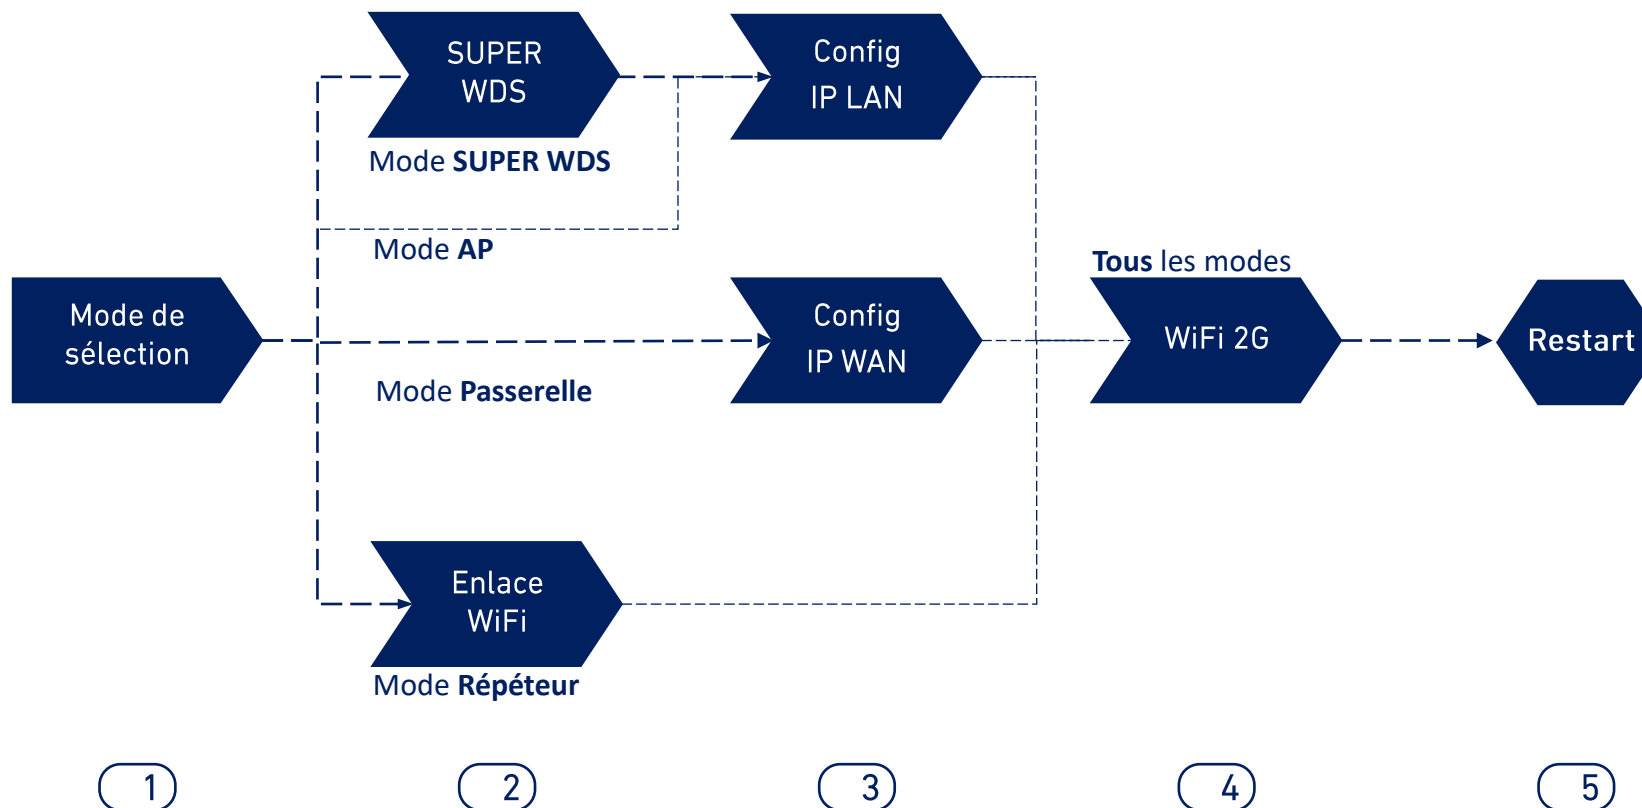 SUPER
WDS
Config
IP LAN
Mode SUPER WDS
Mode AP
Tous les modes
Mode de
sélection
Config
IP WAN
WiFi 2G
Restart
Mode Passerelle
Enlace
WiFi
Mode Répéteur
1
2
3
4
5